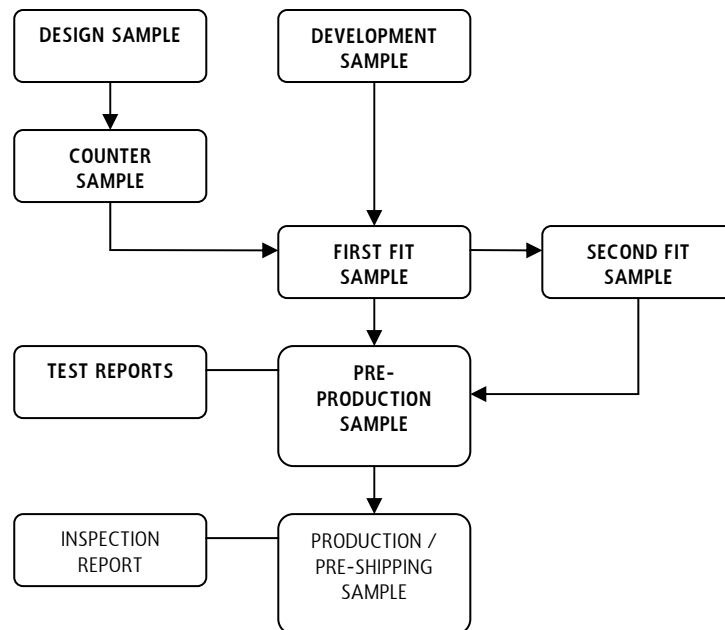 DESIGN SAMPLE
DEVELOPMENT
SAMPLE
COUNTER
SAMPLE
FIRST FIT
SAMPLE
SECOND FIT
SAMPLE
TEST REPORTS
PRE-
PRODUCTION
SAMPLE
INSPECTION
REPORT
PRODUCTION /
PRE-SHIPPING
SAMPLE